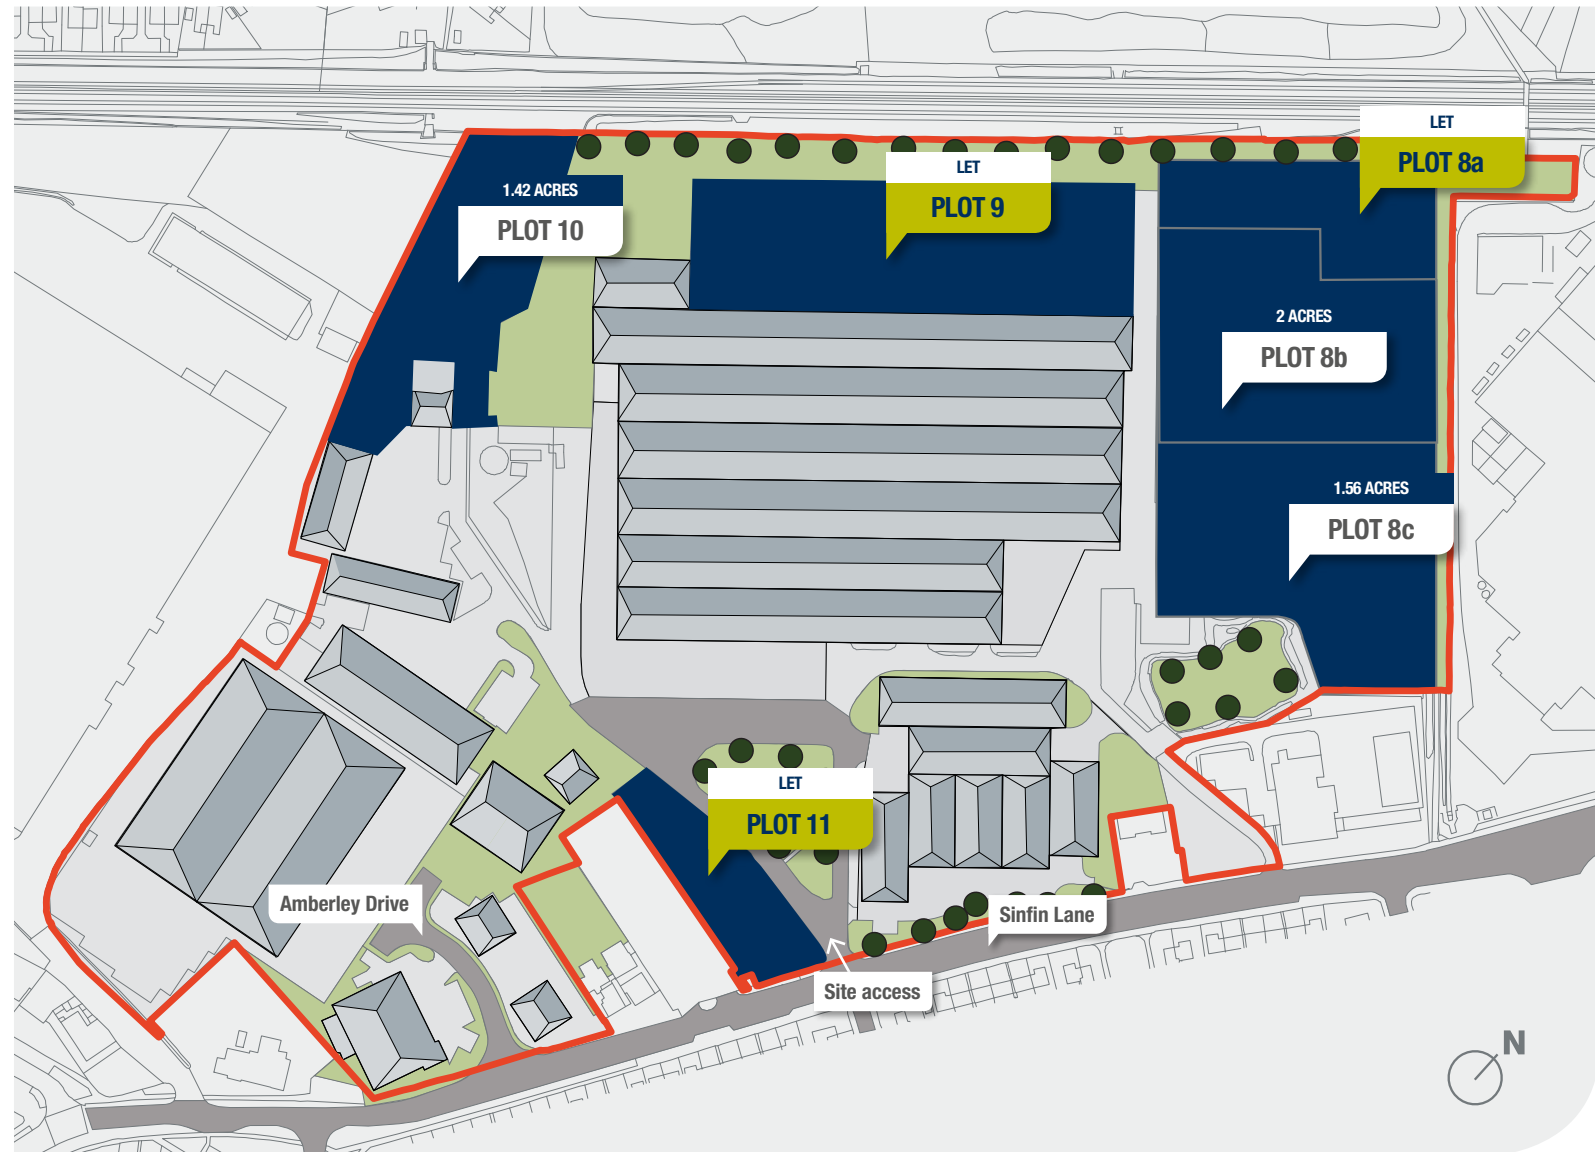 LET
PLOT 8a
LET
PLOT 9
1.42 ACRES
PLOT 10
2 ACRES
PLOT 8b
1.56 ACRES
PLOT 8c
LET
PLOT 11
Amberley Drive
Sinfin Lane
Site access
N